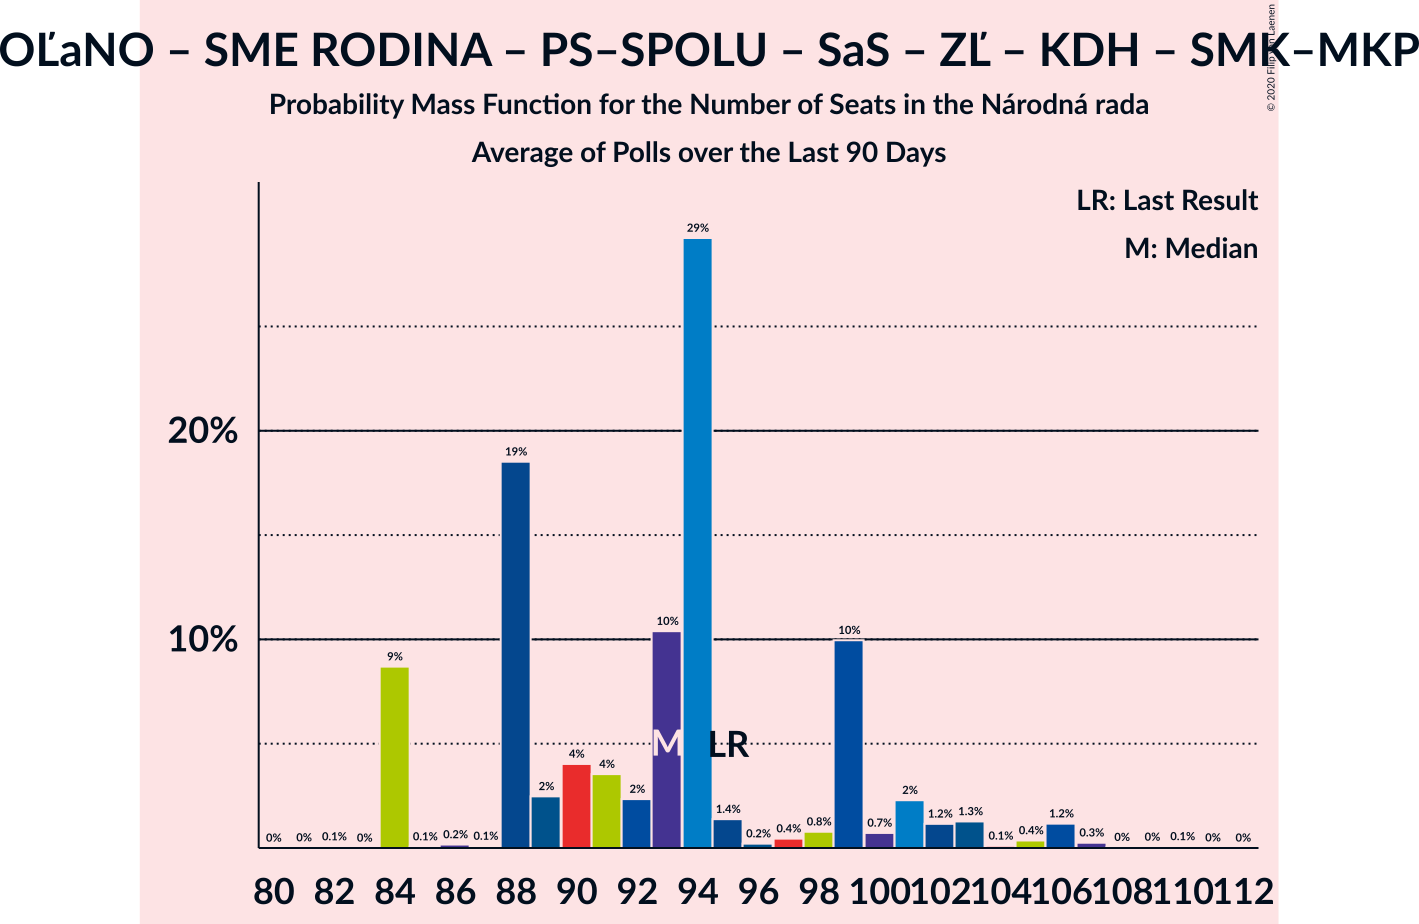 OĽaNO – SME RODINA – PS–SPOLU – SaS – ZĽ – KDH – SMK–MKP
Probability Mass Function for the Number of Seats in the Národná rada
Average of Polls over the Last 90 Days
© 2020 Filip van Laenen
LR: Last Result
M: Median
20%
10%
0% 0% 0.1% 0% 9% 0.1% 0.2% 0.1% 19% 2% 4% 4% 2% 10% 29% 1.4% 0.2% 0.4% 0.8% 10% 0.7% 2% 1.2% 1.3% 0.1% 0.4% 1.2% 0.3% 0% 0% 0.1% 0% 0%
M LR
80 82 84 86 88 90 92 94 96 98 100 102 104 106 108 110 112